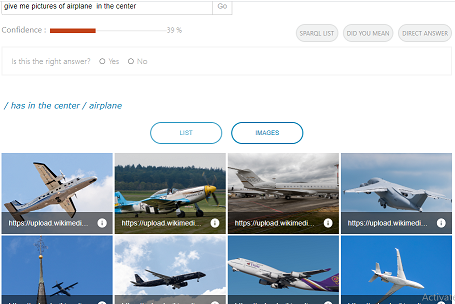 give me pictures of airplane in the center
Go
Confidence : 39 %
SPARQL LIST DID YOU MEAN DIRECT ANSWER
Is this the right answer? Yes No
/ has in the center / airplane
LIST IMAGES
https://upload.wikimedi... i https://upload.wikimedi... i https://upload.wikimedi... i https://upload.wikimedi... i